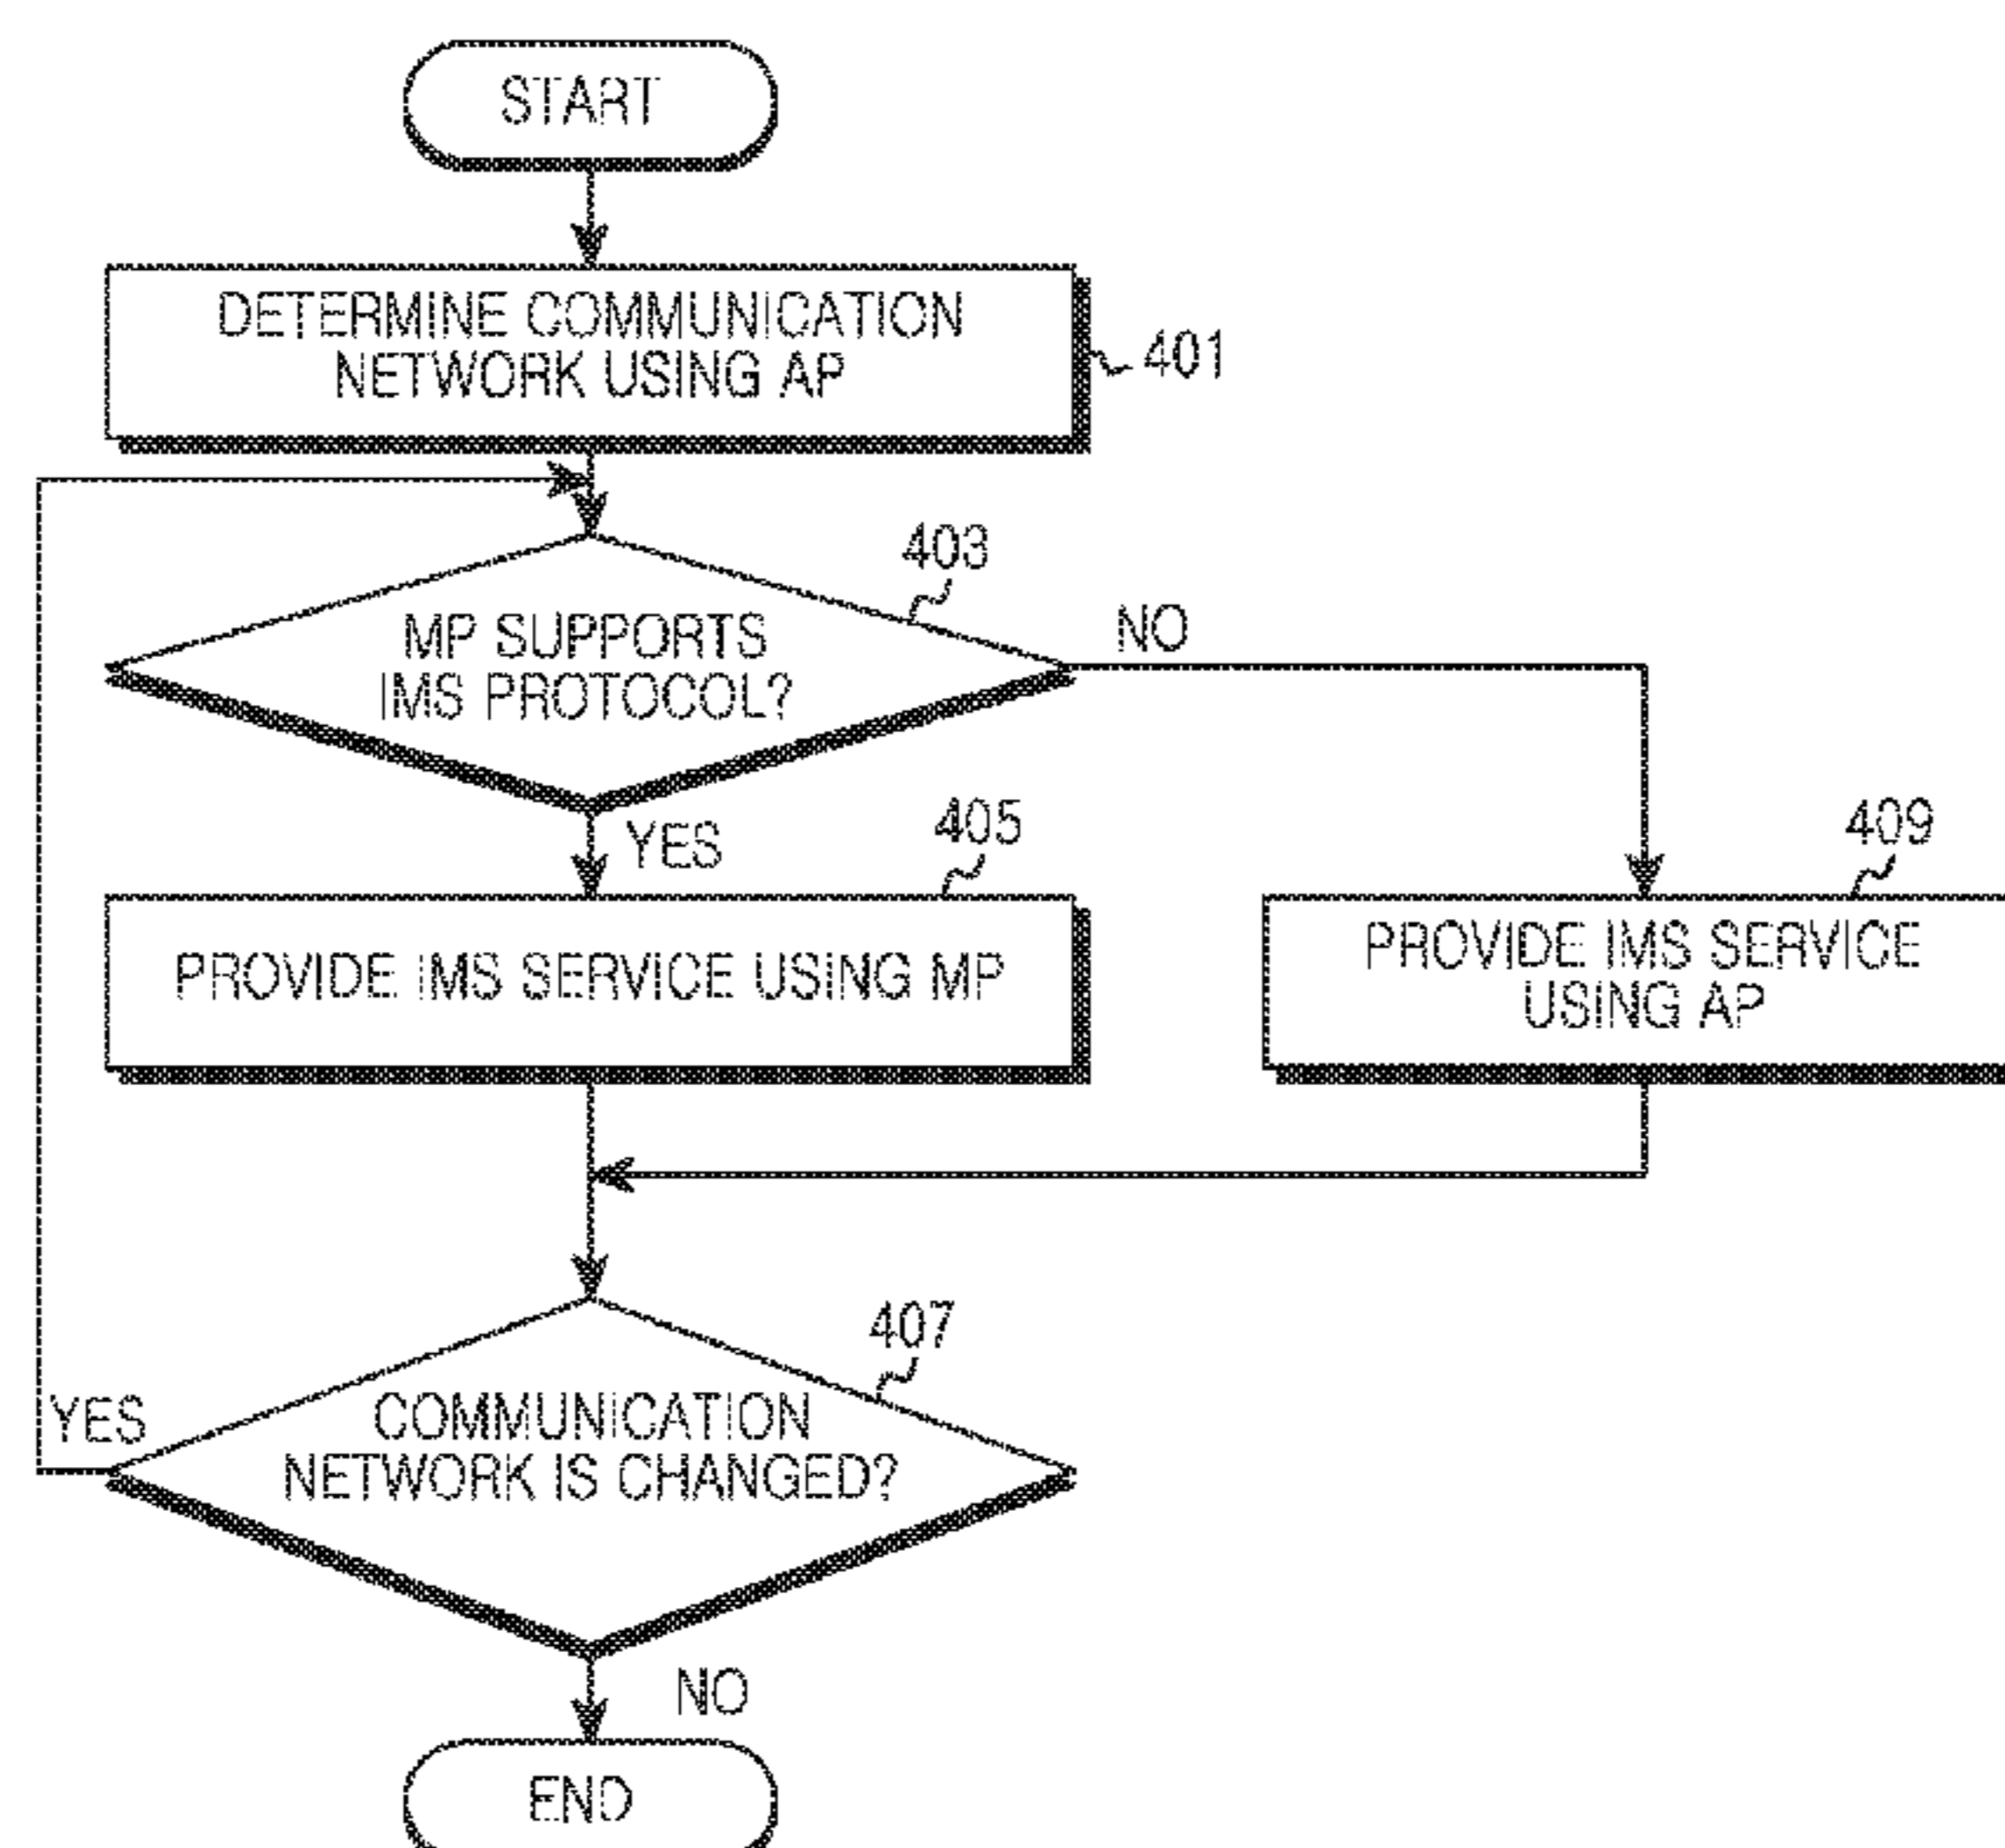 START
DETERMINE COMMUNICATION
NETWORK USING AP
401
403
MP SUPPORTS
IMS PROTOCOL?
NO
YES
405
409
PROVIDE IMS SERVICE USING MP
PROVIDE IMS SERVICE
USING AP
407
COMMUNICATION
NETWORK IS CHANGED?
YES
NO
END